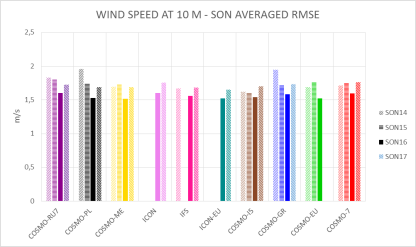 WIND SPEED AT 10 M - SON AVERAGED RMSE
2,5
2
1,5
1
0,5
0
m/s
COSMO-RU7
COSMO-PL
COSMO-ME
ICON
IFS
ICON-EU
COSMO-I5
COSMO-GR
COSMO-EU
COSMO-7
SON14
SON15
SON16
SON17